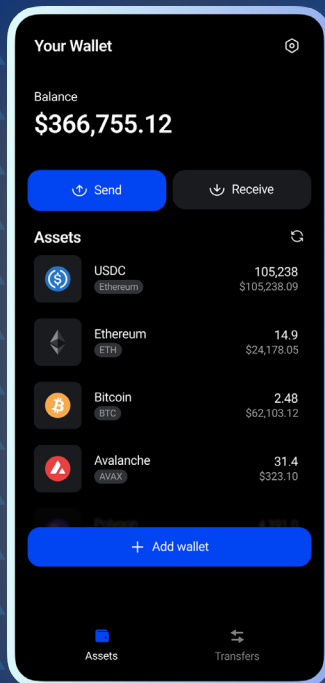 Your Wallet
Balance
$366,755.12
Send
Receive
Assets
USDC
105,238
Ethereum
$105,238.09
Ethereum
14.9
ETH
$24,178.05
Bitcoin
2.48
BTC
$62,103.12
Avalanche
31.4
AVAX
$323.10
Add wallet
Assets
Transfers